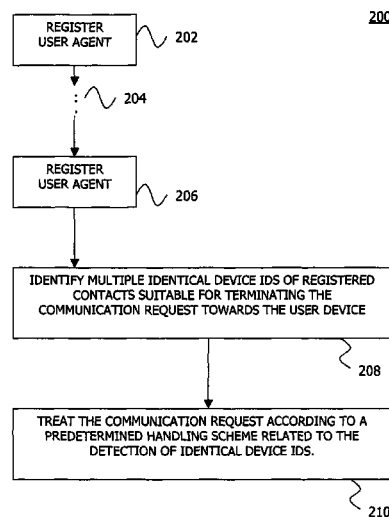 200
REGISTER
USER AGENT
202
204
REGISTER
USER AGENT
206
IDENTIFY MULTIPLE IDENTICAL DEVICE IDS OF REGISTERED
CONTACTS SUITABLE FOR TERMINATING THE
COMMUNICATION REQUEST TOWARDS THE USER DEVICE
208
TREAT THE COMMUNICATION REQUEST ACCORDING TO A
PREDETERMINED HANDLING SCHEME RELATED TO THE
DETECTION OF IDENTICAL DEVICE IDS.
210